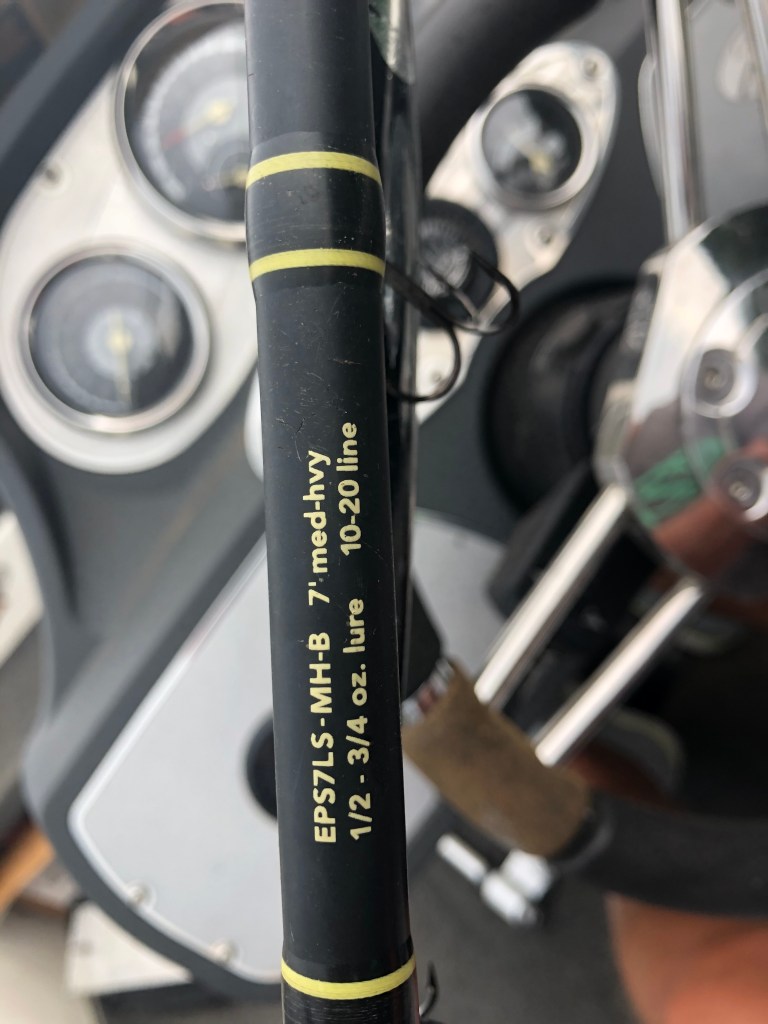 EPS7LS-MH-B 7' med-hvy
1/2 - 3/4 oz. lure 10-20 line